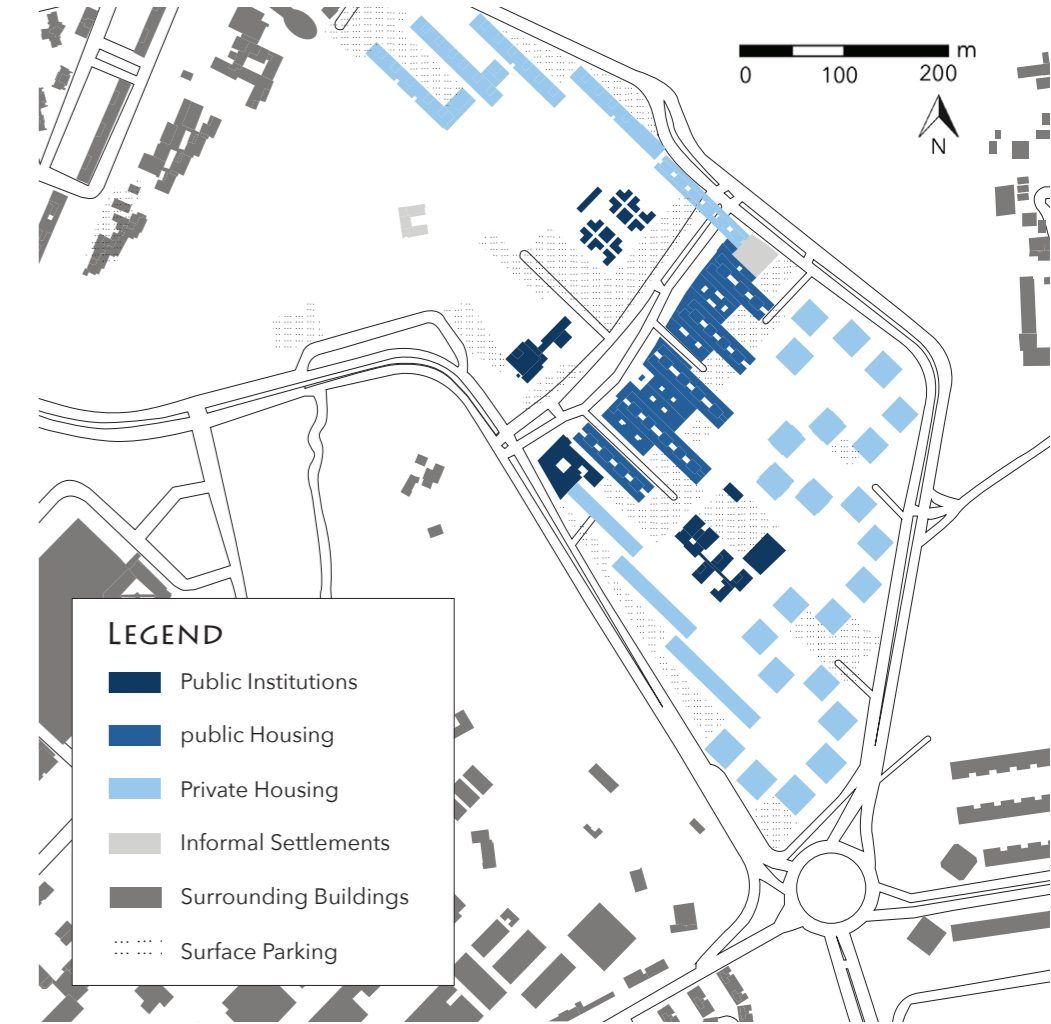 m
0 100 200
N
LEGEND
Public Institutions
public Housing
Private Housing
Informal Settlements
Surrounding Buildings
Surface Parking